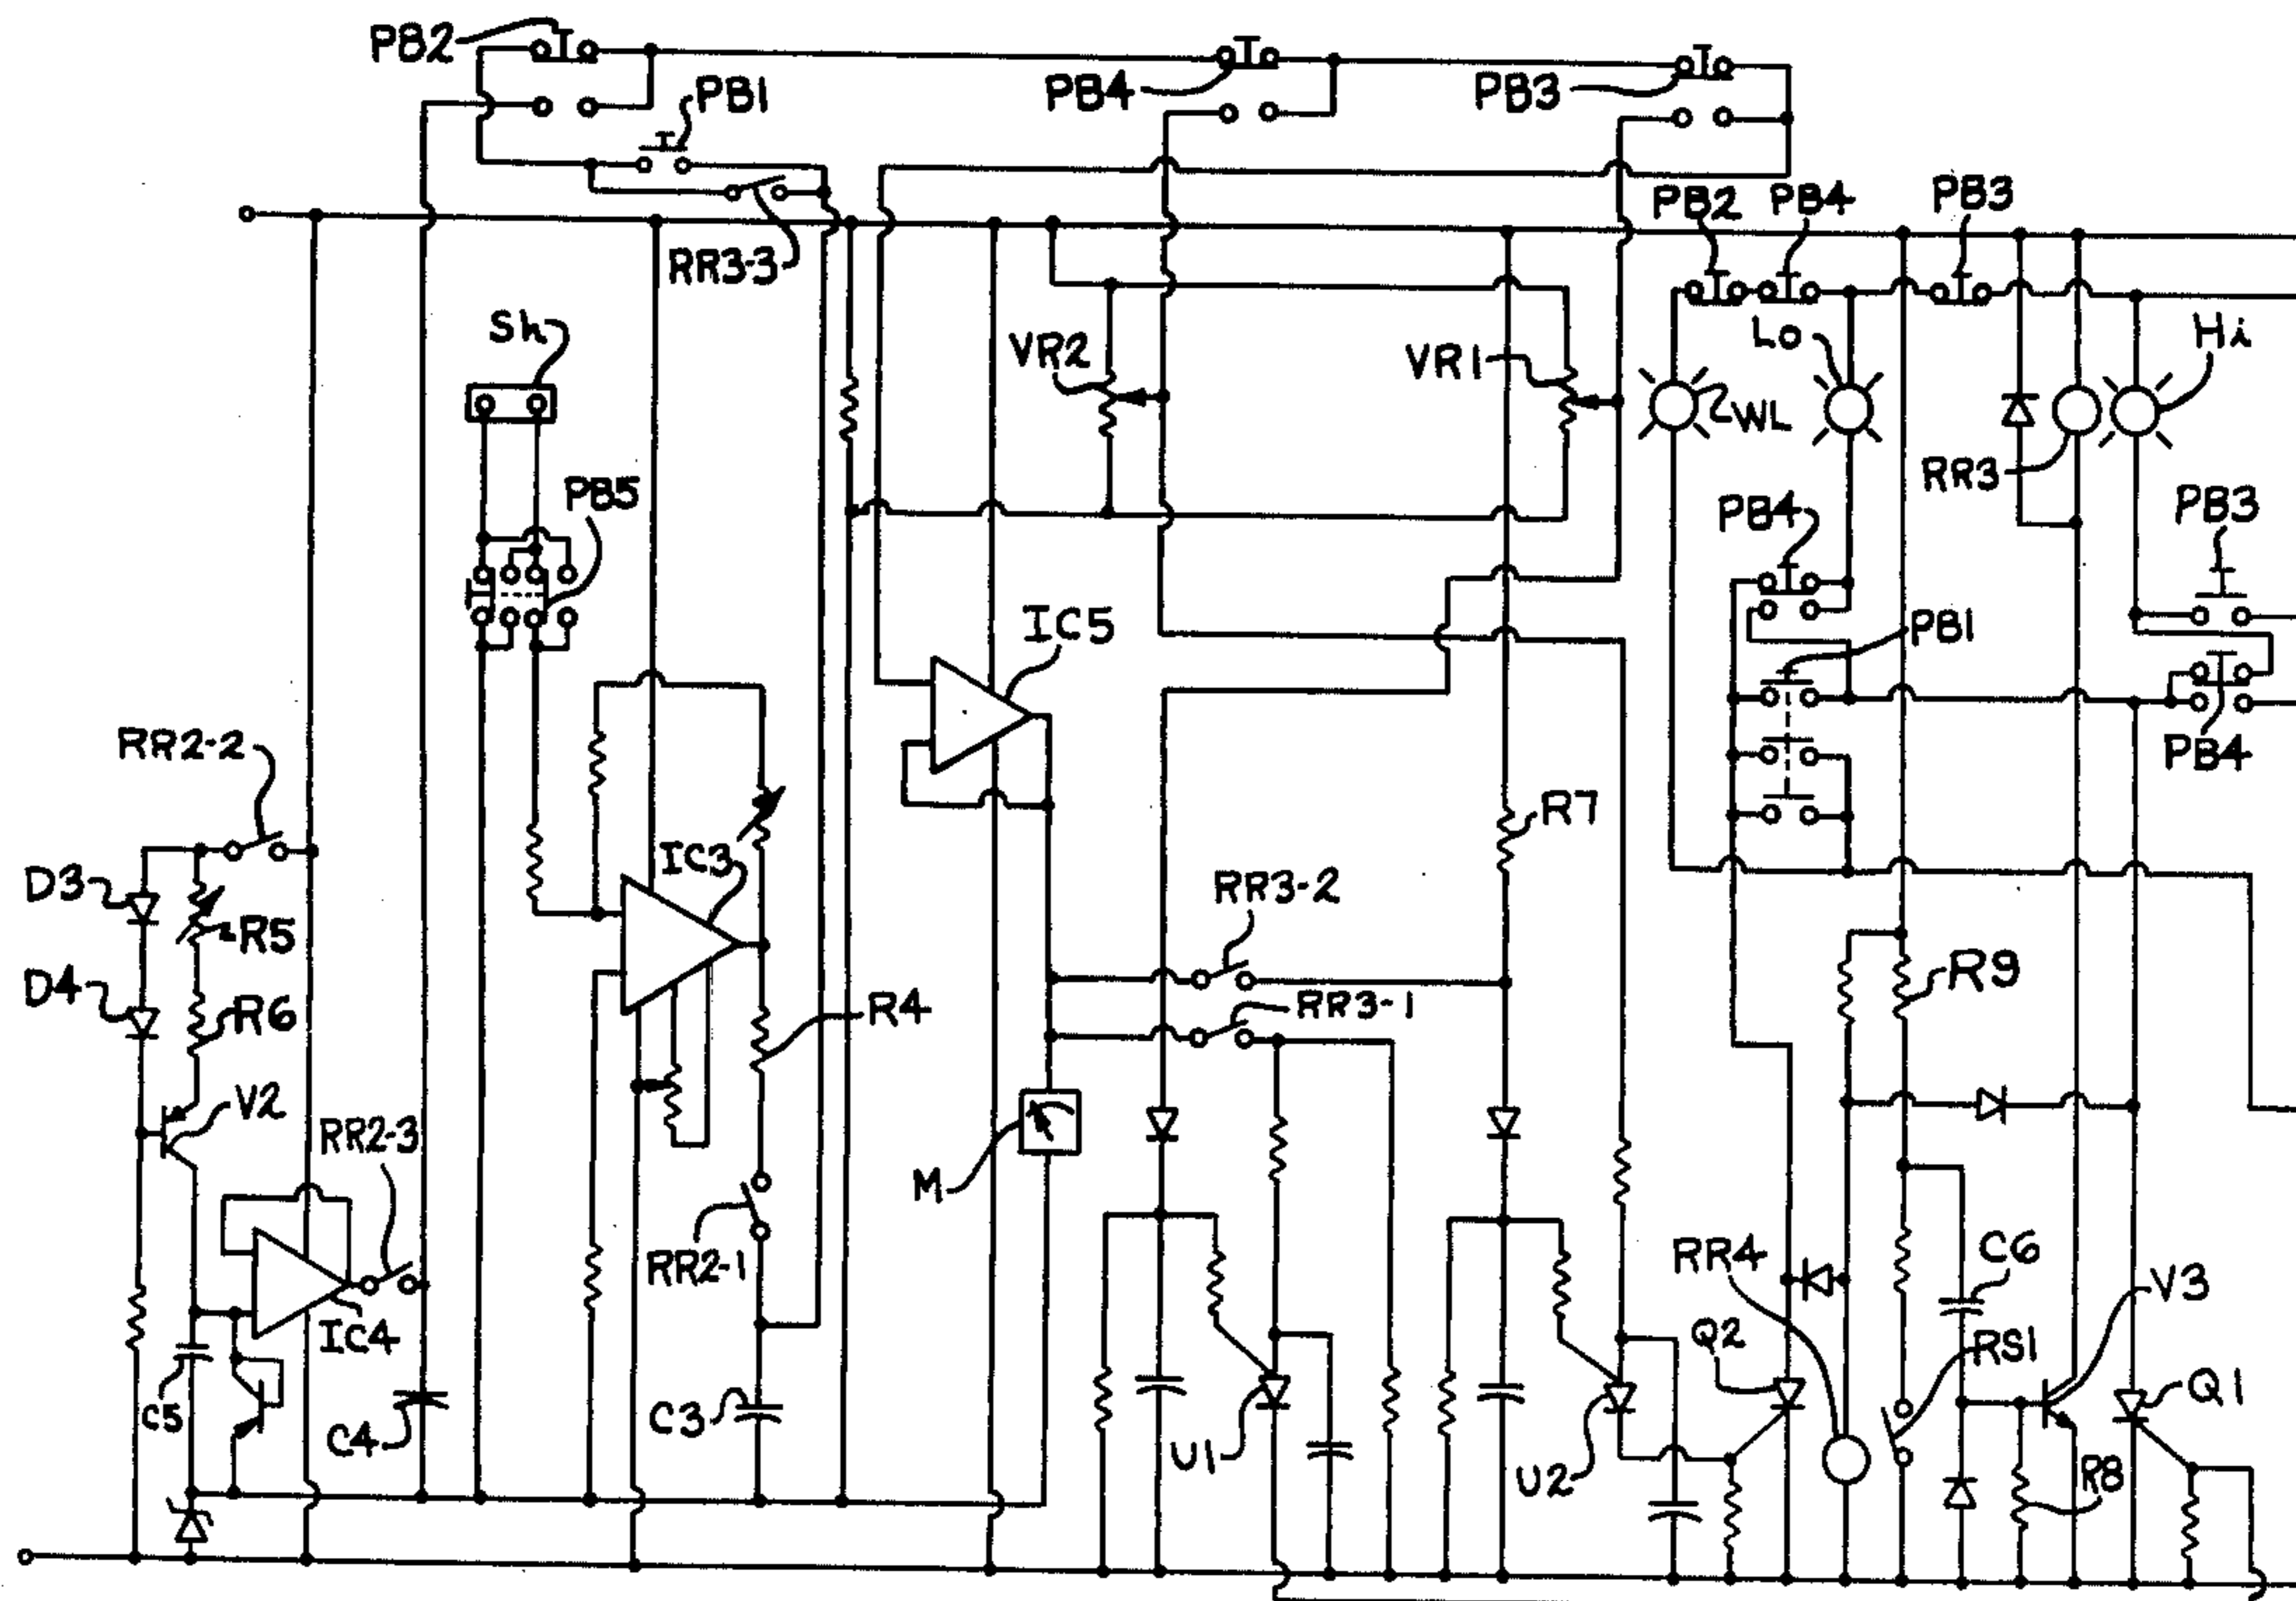 PB2
PB1
PB4
PB3
RR3-3
PB2
PB4
PB3
Sh
VR2
VR1
WL
LO
Hi
RR3
PB5
PB4
PB3
PB1
PB4
IC5
RR2-2
D3
R5
D4
R6
IC3
R7
RR3-2
RR3-1
R4
R9
V2
RR2-3
M
RR2-1
IC4
C5
C4
C3
U1
U2
RR4
Q2
C6
RS1
V3
Q1
R8